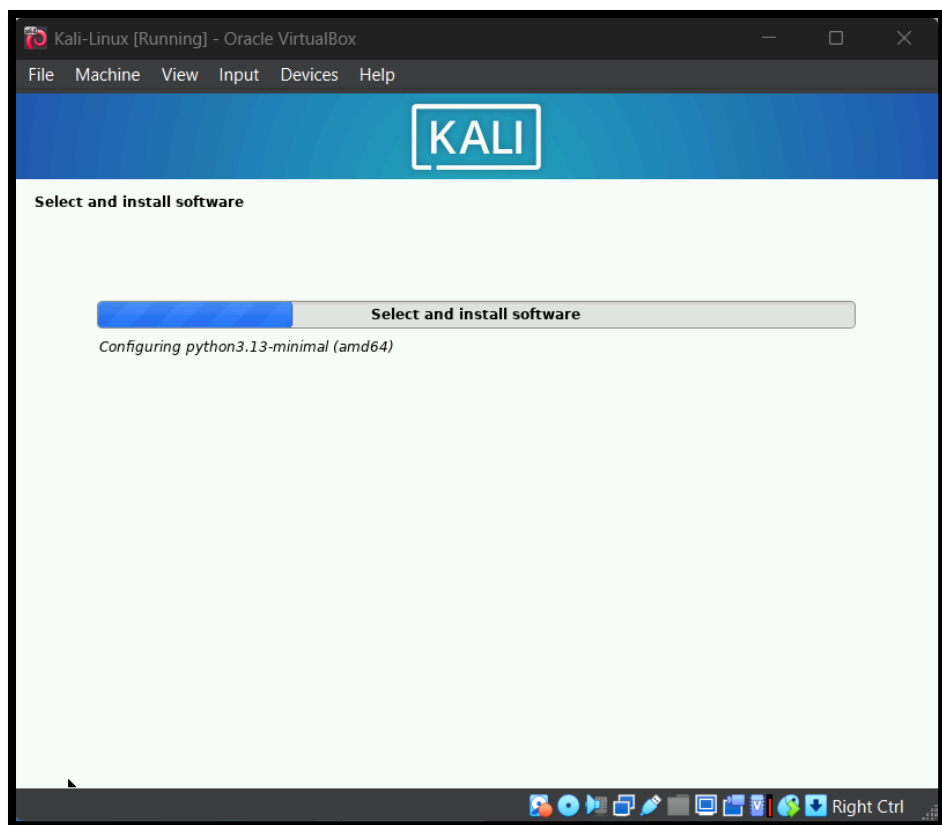 Kali-Linux [Running] - Oracle VirtualBox
File Machine View Input Devices Help
KALI
Select and install software
Select and install software
Configuring python3.13-minimal (amd64)
Right Ctrl